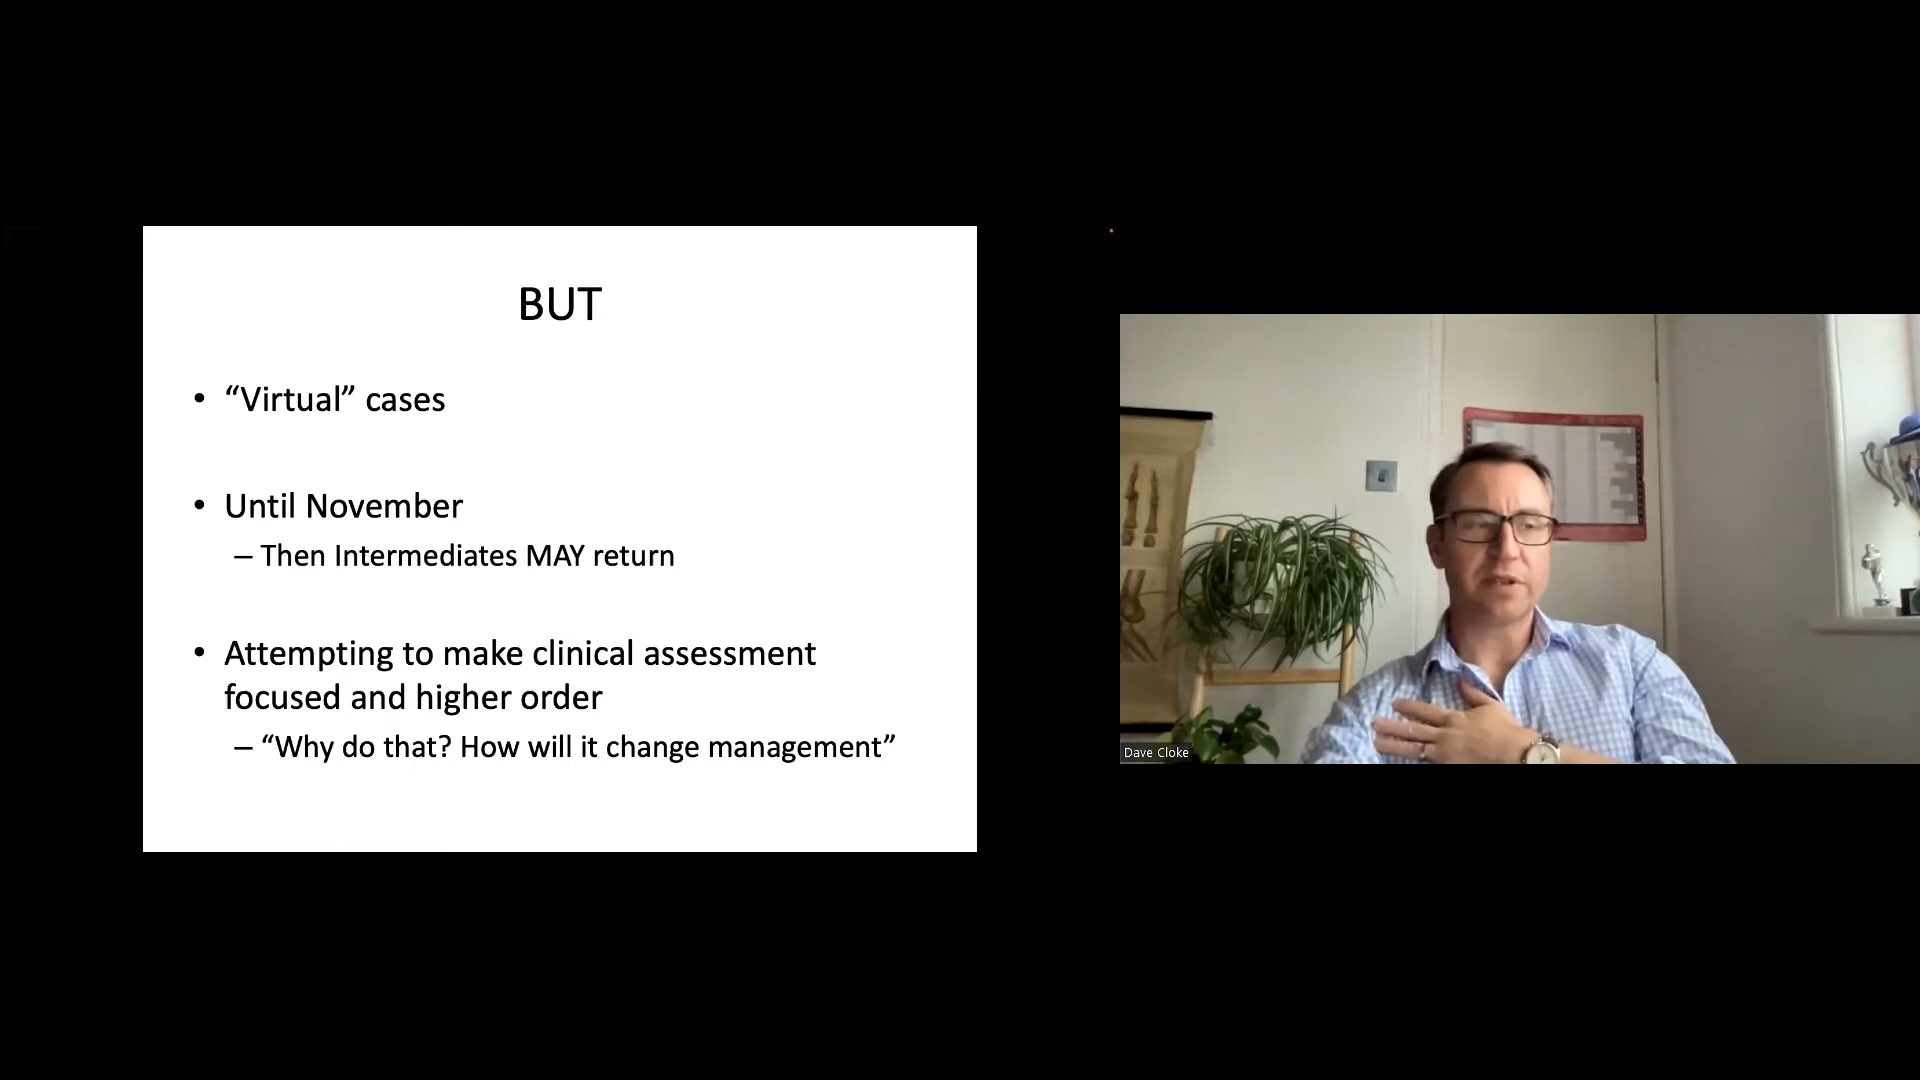 BUT
• “Virtual” cases
• Until November
– Then Intermediates MAY return
• Attempting to make clinical assessment
focused and higher order
– “Why do that? How will it change management”
Dave Cloke